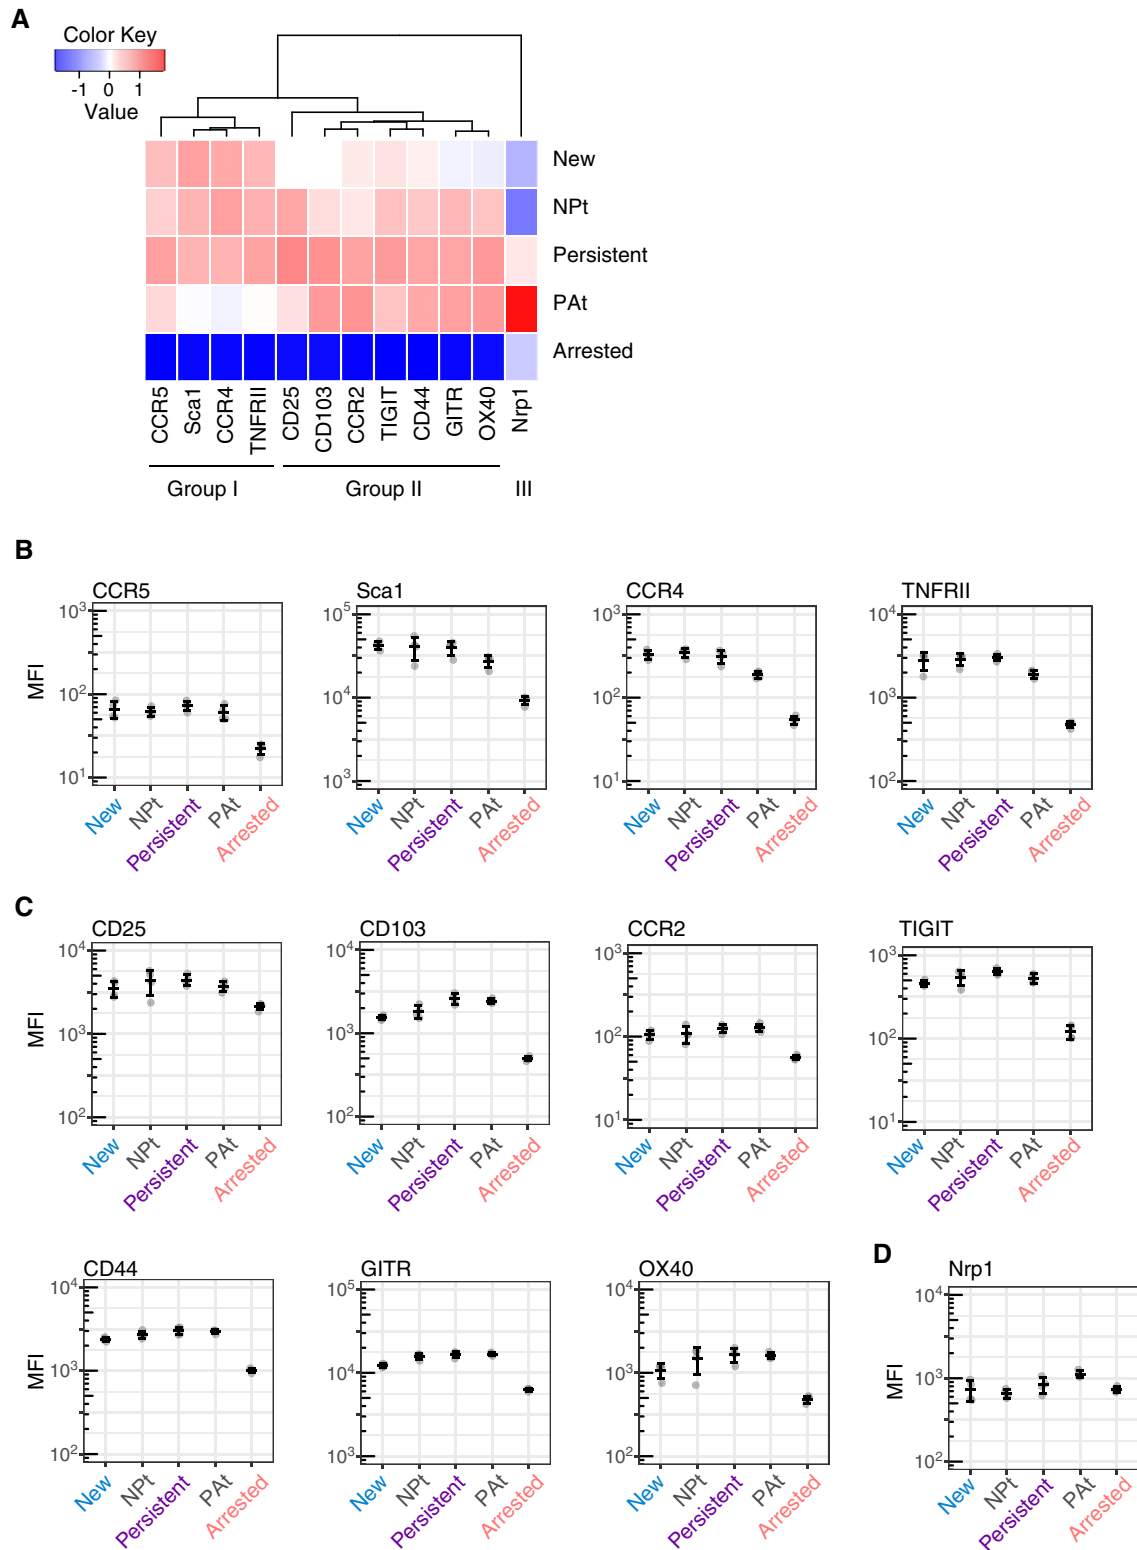 A
Color Key
-1 0 1
Value
New
NPt
Persistent
PAt
Arrested
CCR5 Sca1 CCR4 TNFRII CD25 CD103 CCR2 TIGIT CD44 GITR OX40 Nrp1
Group I Group II III
B
CCR5 Sca1 CCR4 TNFRII
MFI
10³ 10² 10¹
10⁵ 10⁴ 10³
10³ 10² 10¹
10⁴ 10³ 10²
New NPt Persistent PAt Arrested
New NPt Persistent PAt Arrested
New NPt Persistent PAt Arrested
New NPt Persistent PAt Arrested
C
CD25 CD103 CCR2 TIGIT
MFI
10⁴ 10³ 10²
10⁴ 10³ 10²
10³ 10² 10¹
10³ 10² 10¹
New NPt Persistent PAt Arrested
New NPt Persistent PAt Arrested
New NPt Persistent PAt Arrested
New NPt Persistent PAt Arrested
CD44 GITR OX40
MFI
10⁴ 10³ 10²
10⁵ 10⁴ 10³
10⁴ 10³ 10²
New NPt Persistent PAt Arrested
New NPt Persistent PAt Arrested
New NPt Persistent PAt Arrested
D
Nrp1
MFI
10⁴ 10³ 10²
New NPt Persistent PAt Arrested